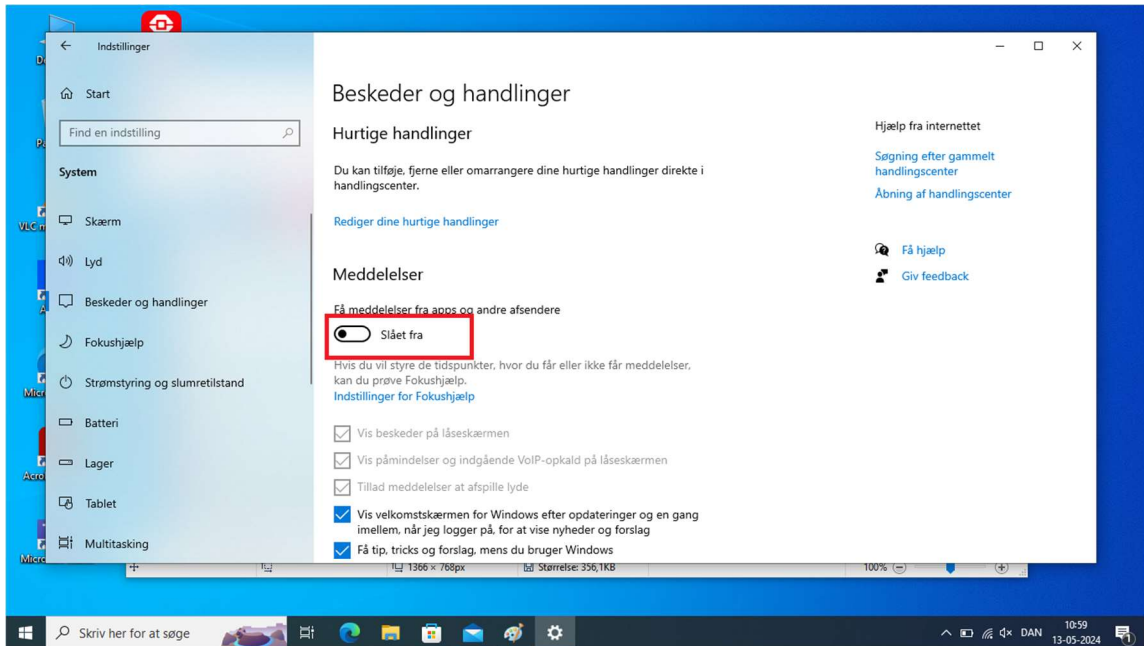 Indstillinger
Start
Find en indstilling
System
Skærm
Lyd
Beskeder og handlinger
Fokushjælp
Strømstyring og slumretilstand
Batteri
Lager
Tablet
Multitasking
Beskeder og handlinger
Hurtige handlinger
Du kan tilføje, fjerne eller omarrangere dine hurtige handlinger direkte i
handlingscenter.
Rediger dine hurtige handlinger
Meddelelser
Få meddelelser fra apps og andre afsendere
Slået fra
Hvis du vil styre de tidspunkter, hvor du får eller ikke får meddelelser,
kan du prøve Fokushjælp.
Indstillinger for Fokushjælp
Vis beskeder på låseskærmen
Vis påmindelser og indgående VoIP-opkald på låseskærmen
Tillad meddelelser at afspille lyde
Vis velkomstskærmen for Windows efter opdateringer og en gang
imellem, når jeg logger på, for at vise nyheder og forslag
Få tip, tricks og forslag, mens du bruger Windows
Hjælp fra internettet
Søgning efter gammelt
handlingscenter
Åbning af handlingscenter
Få hjælp
Giv feedback
VLC
1366 × 768px
Størrelse: 356,1KB
100%
Skriv her for at søge
DAN
10:59
13-05-2024
1